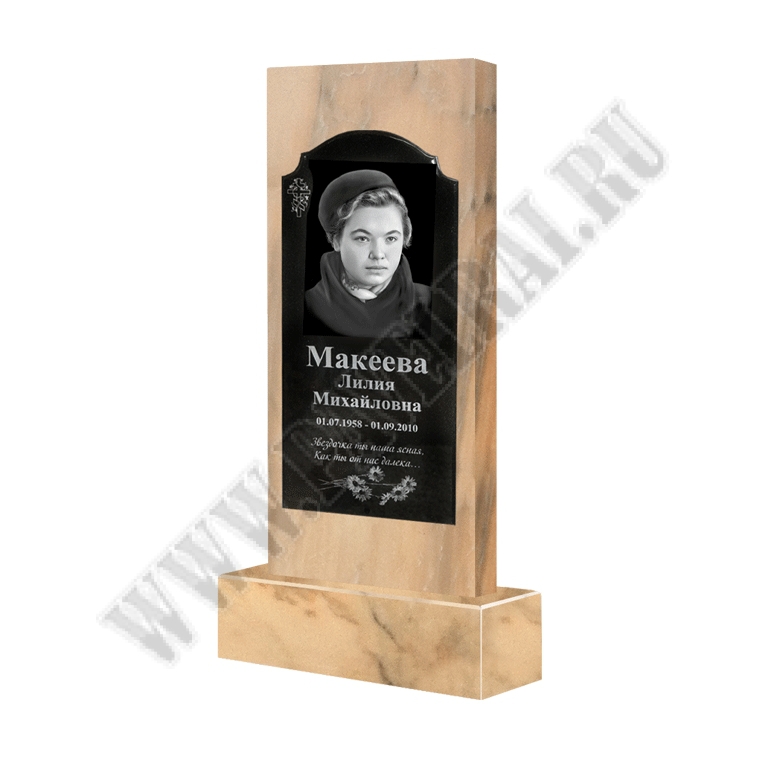 Макеева
Лилия
Михайловна
01.07.1958 - 01.09.2010
Звездочка ты наша ясная,
Как ты от нас далека...